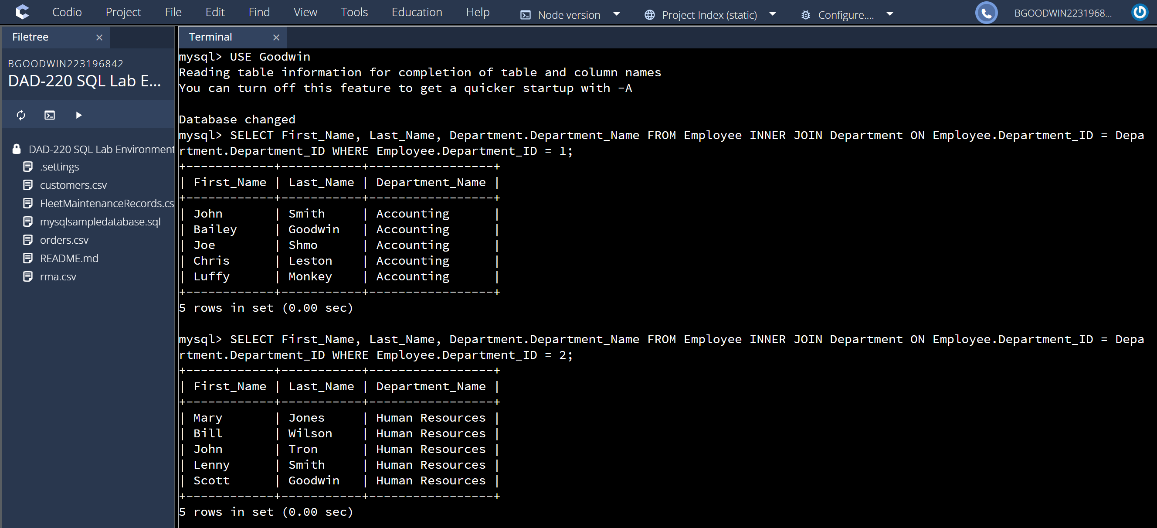 Codio Project File Edit Find View Tools Education Help Node version Project Index (static) Configure.... BGOODWIN2231968...
Filetree × Terminal ×
BGOODWIN223196842
DAD-220 SQL Lab E...
DAD-220 SQL Lab Environment
.settings
customers.csv
FleetMaintenanceRecords.cs
mysqlsampledatabase.sql
orders.csv
README.md
rma.csv
mysql> USE Goodwin
Reading table information for completion of table and column names
You can turn off this feature to get a quicker startup with -A
Database changed
mysql> SELECT First_Name, Last_Name, Department.Department_Name FROM Employee INNER JOIN Department ON Employee.Department_ID = Depa
rtment.Department_ID WHERE Employee.Department_ID = 1;
+------------+-----------+-----------------+
| First_Name | Last_Name | Department_Name |
+------------+-----------+-----------------+
| John       | Smith     | Accounting      |
| Bailey     | Goodwin   | Accounting      |
| Joe        | Shmo      | Accounting      |
| Chris      | Leston    | Accounting      |
| Luffy      | Monkey    | Accounting      |
+------------+-----------+-----------------+
5 rows in set (0.00 sec)
mysql> SELECT First_Name, Last_Name, Department.Department_Name FROM Employee INNER JOIN Department ON Employee.Department_ID = Depa
rtment.Department_ID WHERE Employee.Department_ID = 2;
+------------+-----------+-----------------+
| First_Name | Last_Name | Department_Name |
+------------+-----------+-----------------+
| Mary       | Jones     | Human Resources |
| Bill       | Wilson    | Human Resources |
| John       | Tron      | Human Resources |
| Lenny      | Smith     | Human Resources |
| Scott      | Goodwin   | Human Resources |
+------------+-----------+-----------------+
5 rows in set (0.00 sec)